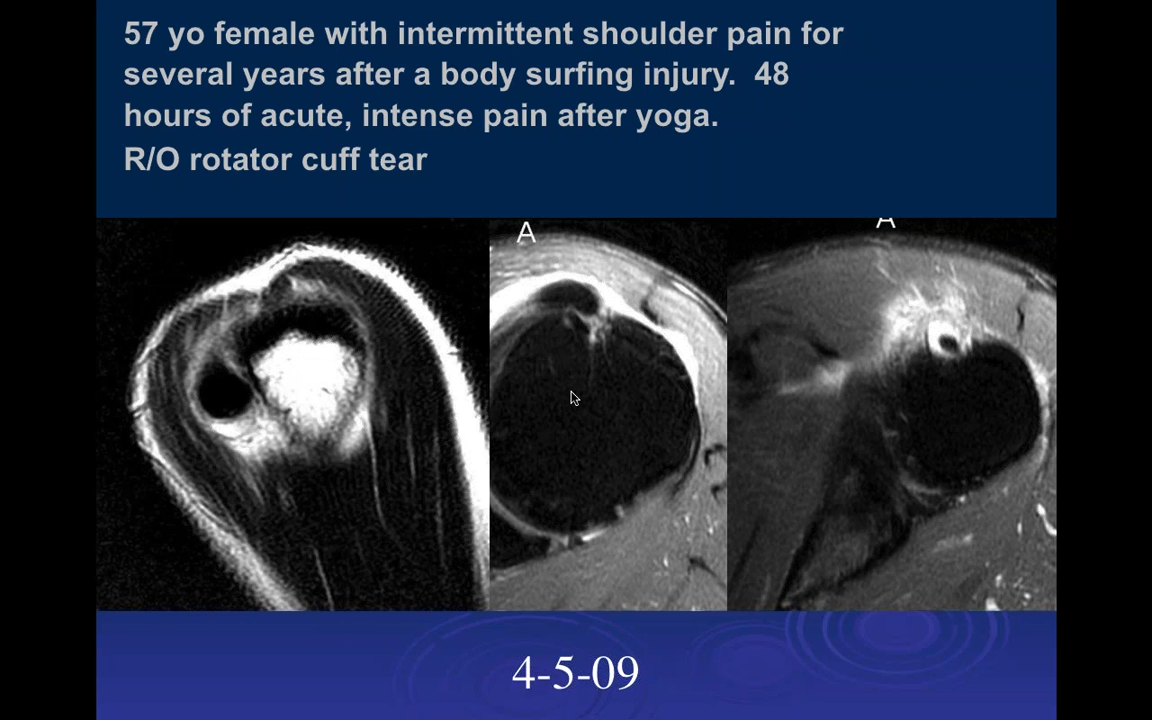 57 yo female with intermittent shoulder pain for
several years after a body surfing injury.  48
hours of acute, intense pain after yoga.
R/O rotator cuff tear
A
A
4-5-09